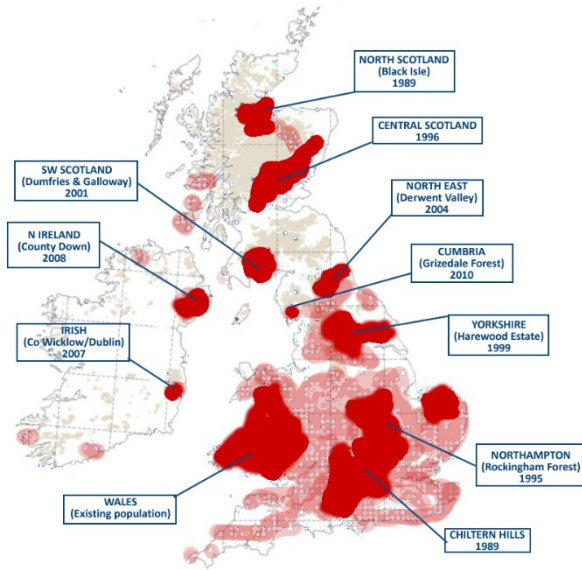 NORTH SCOTLAND
(Black Isle)
1989
CENTRAL SCOTLAND
1996
SW SCOTLAND
(Dumfries & Galloway)
2001
NORTH EAST
(Derwent Valley)
2004
N IRELAND
(County Down)
2008
CUMBRIA
(Grizedale Forest)
2010
IRISH
(Co Wicklow/Dublin)
2007
YORKSHIRE
(Harewood Estate)
1999
NORTHAMPTON
(Rockingham Forest)
1995
WALES
(Existing population)
CHILTERN HILLS
1989